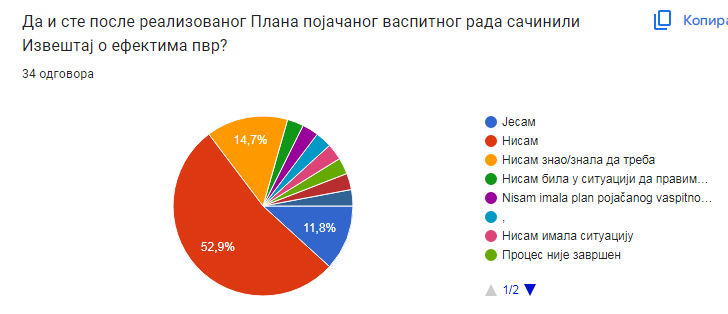 Да и сте после реализованог Плана појачаног васпитног рада сачинили
Извештај о ефектима пвр?
Копира
34 одговора
14,7%
11,8%
52,9%
Јесам
Нисам
Нисам знао/знала да треба
Нисам била у ситуацији да правим…
Nisam imala plan pojačanog vaspitno…
,
Нисам имала ситуацију
Процес није завршен
1/2